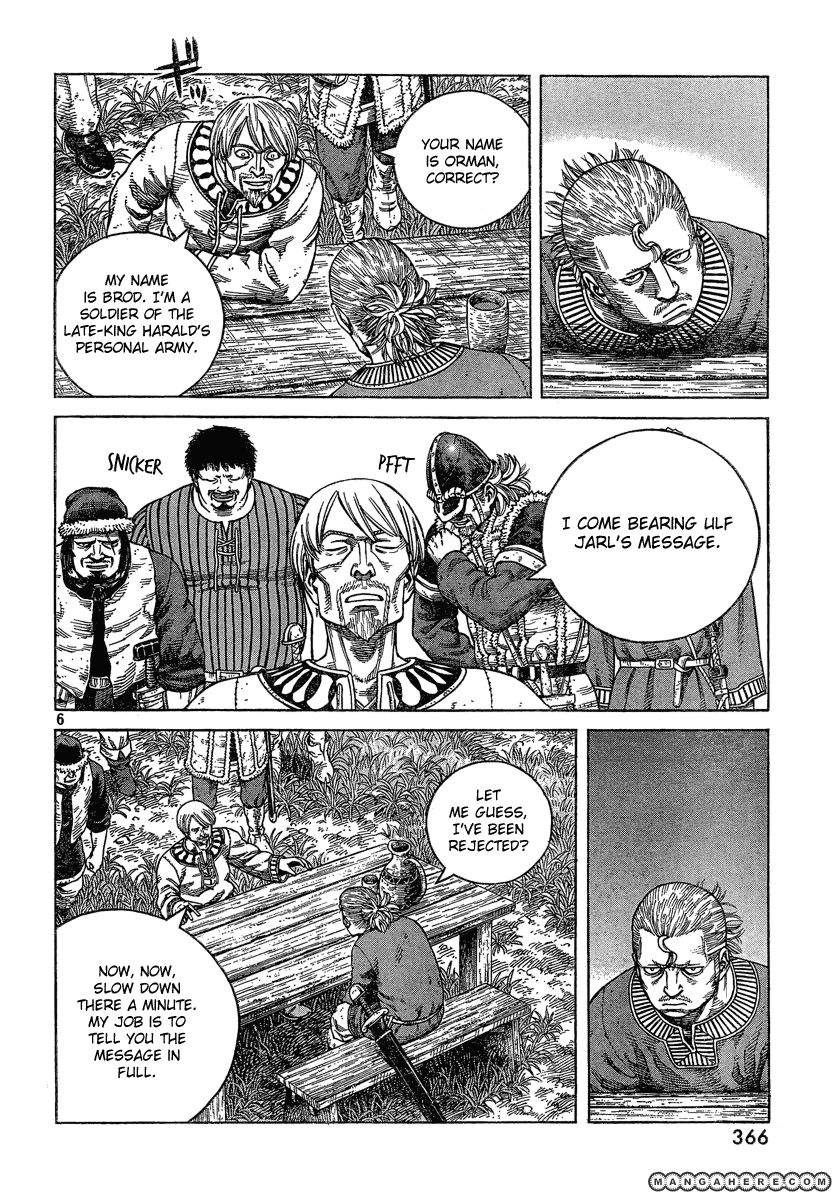 ギッ
YOUR NAME
IS ORMAN,
CORRECT?
MY NAME
IS BROD. I'M A
SOLDIER OF THE
LATE-KING HARALD'S
PERSONAL ARMY.
SNICKER
PFFT
I COME BEARING ULF
JARL'S MESSAGE.
6
LET
ME GUESS,
I'VE BEEN
REJECTED?
NOW, NOW,
SLOW DOWN
THERE A MINUTE.
MY JOB IS TO
TELL YOU THE
MESSAGE IN
FULL.
366
MANGAHERE.COM